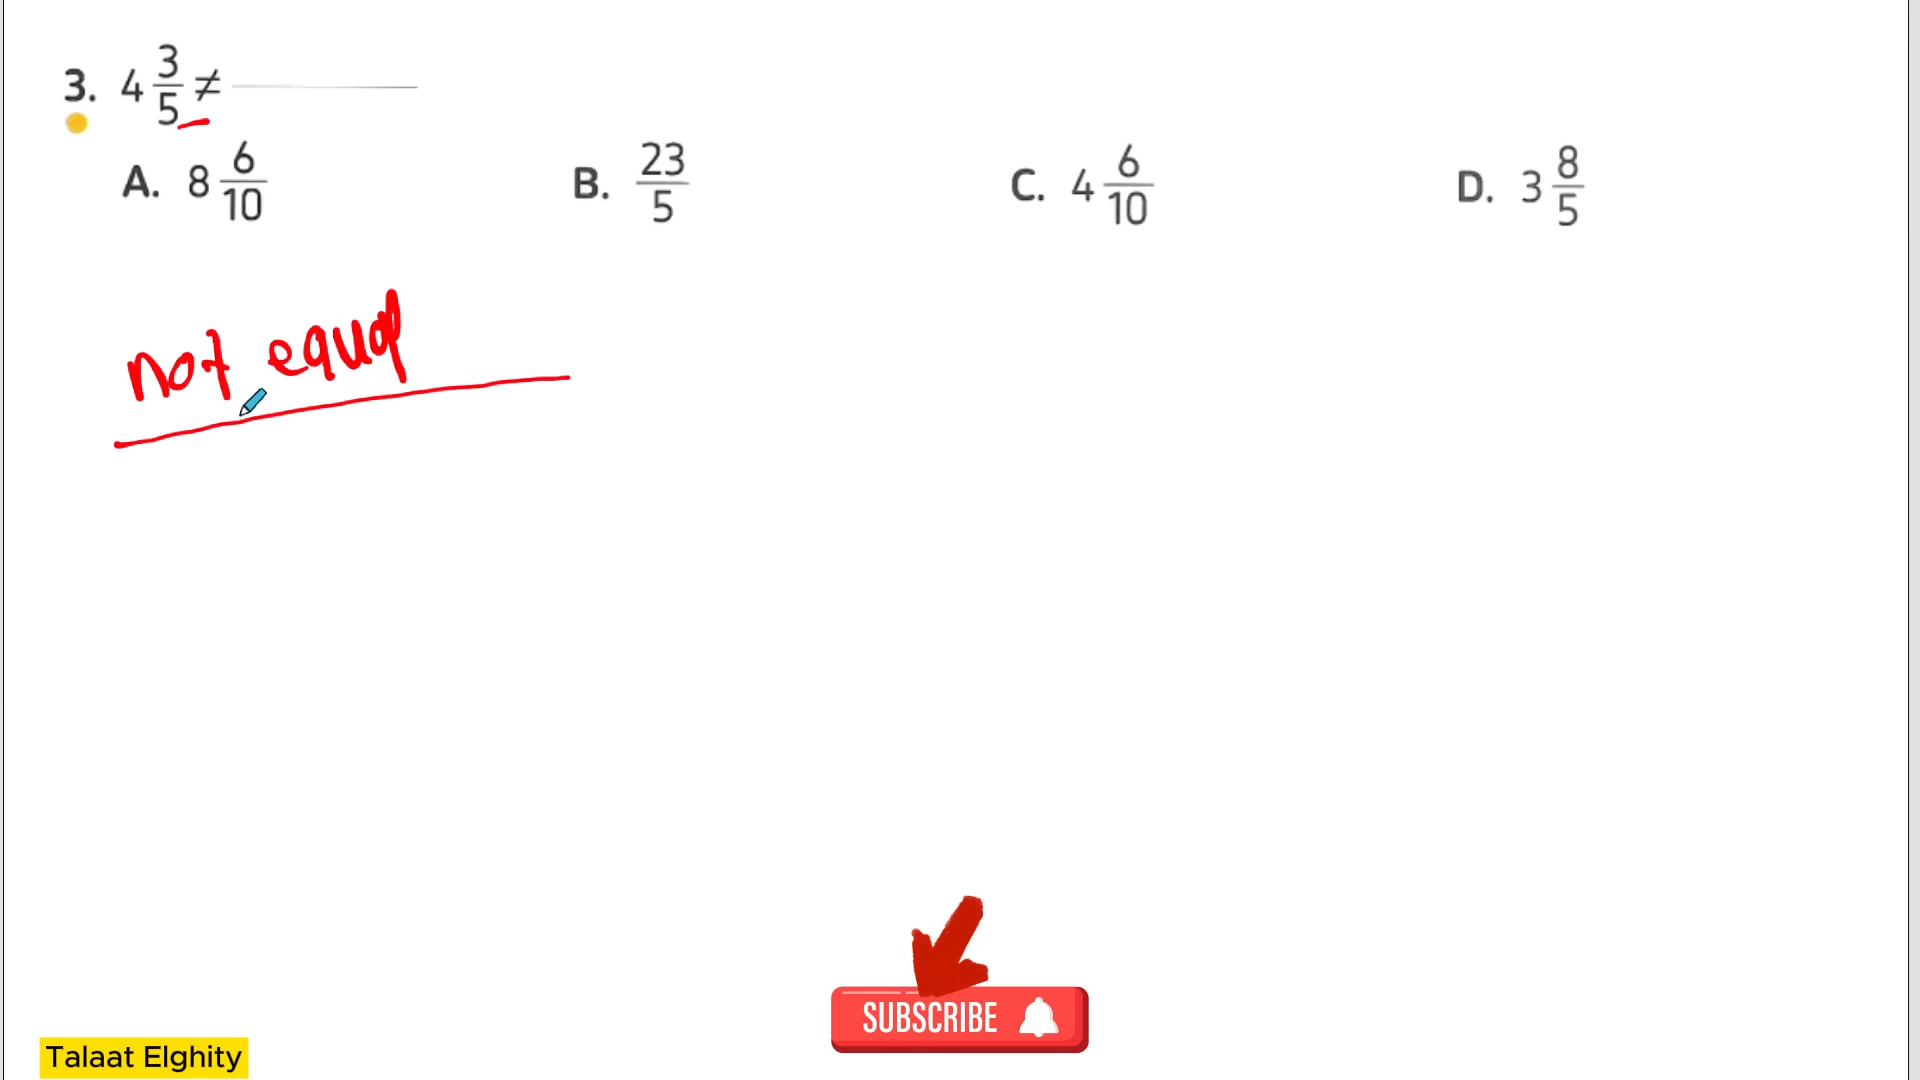 3. 4 3/5 ≠
A. 8 6/10 B. 23/5 C. 4 6/10 D. 3 8/5
not equal
SUBSCRIBE
Talaat Elghity